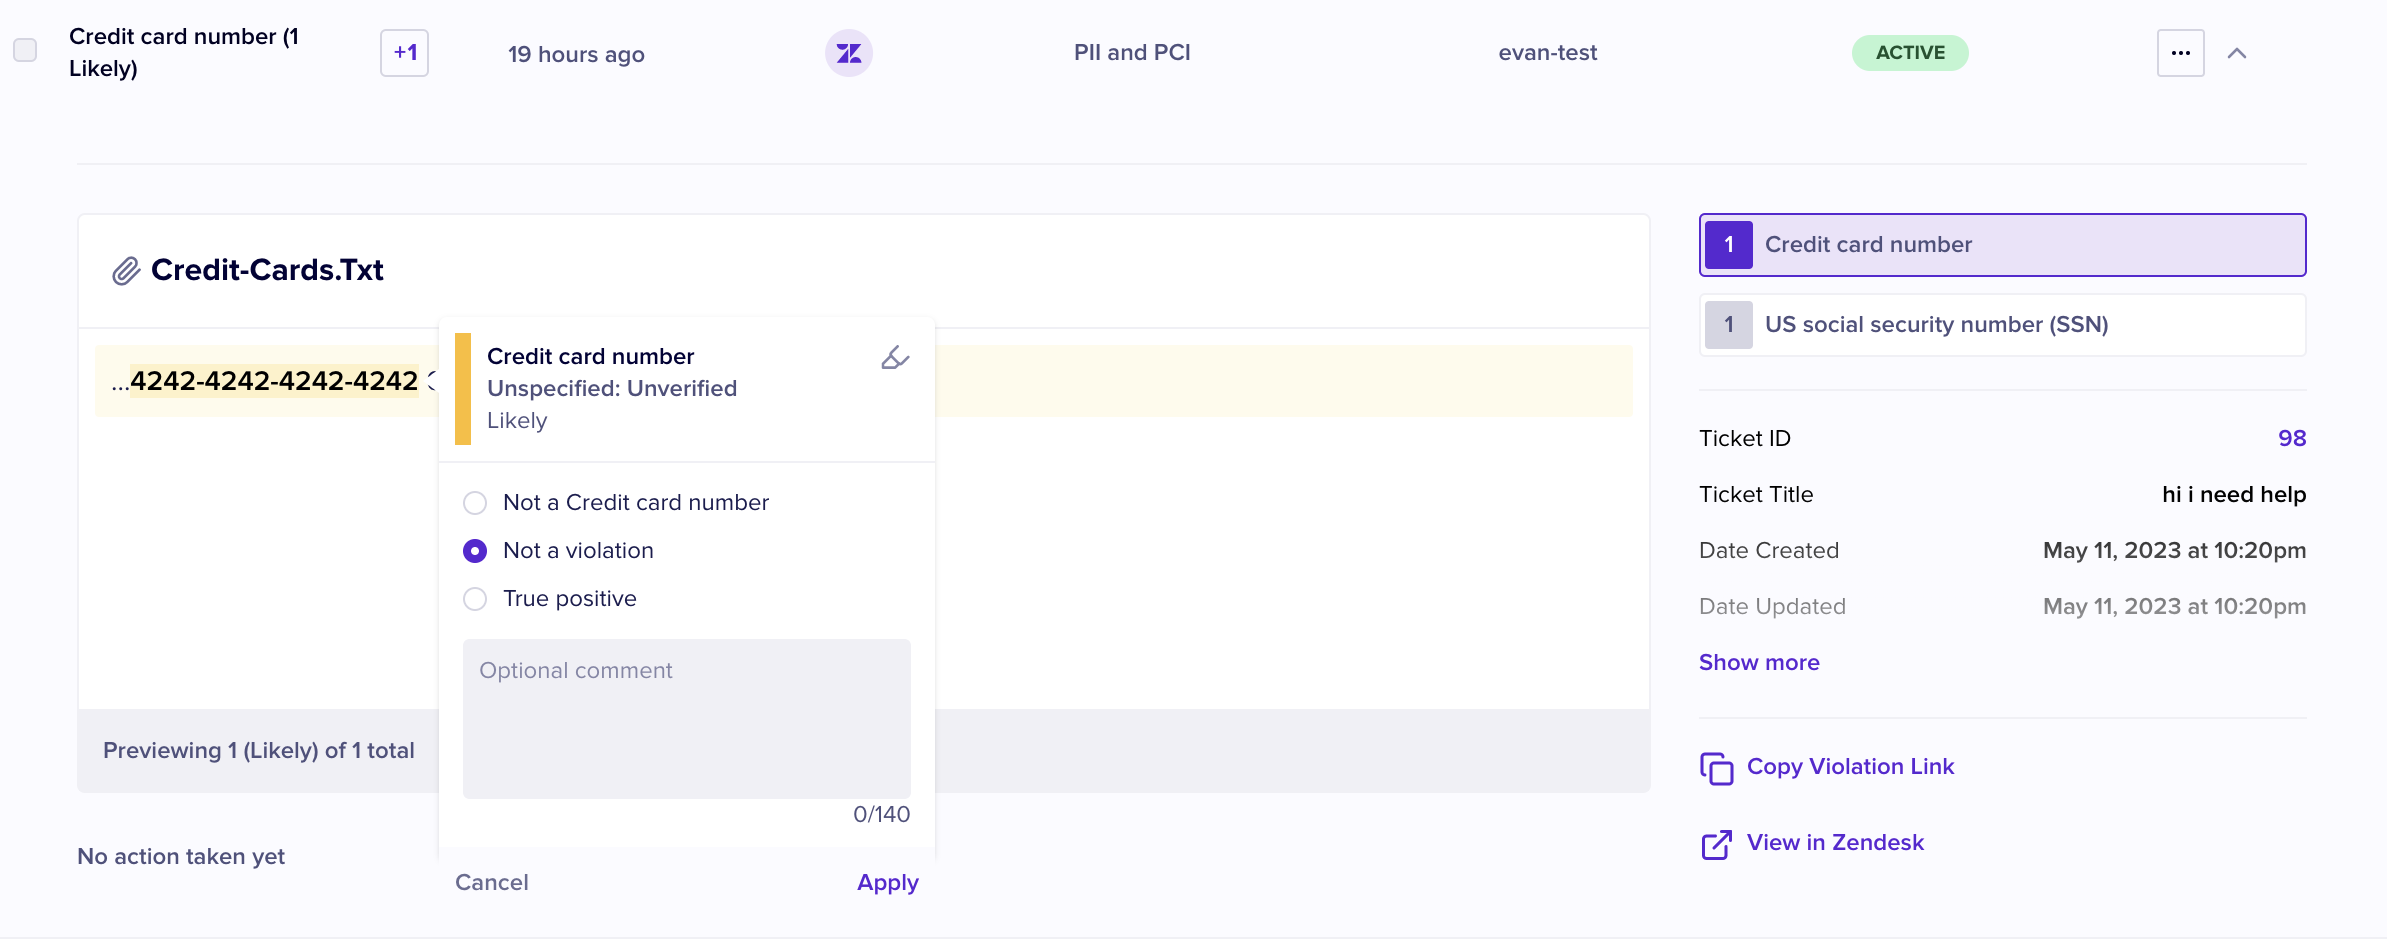 Credit card number (1
Likely)
+1
19 hours ago
PII and PCI
evan-test
ACTIVE
...
Credit-Cards.Txt
...4242-4242-4242-4242
Credit card number
Unspecified: Unverified
Likely
Not a Credit card number
Not a violation
True positive
Optional comment
0/140
Cancel
Apply
Previewing 1 (Likely) of 1 total
No action taken yet
1 Credit card number
1 US social security number (SSN)
Ticket ID 98
Ticket Title hi i need help
Date Created May 11, 2023 at 10:20pm
Date Updated May 11, 2023 at 10:20pm
Show more
Copy Violation Link
View in Zendesk